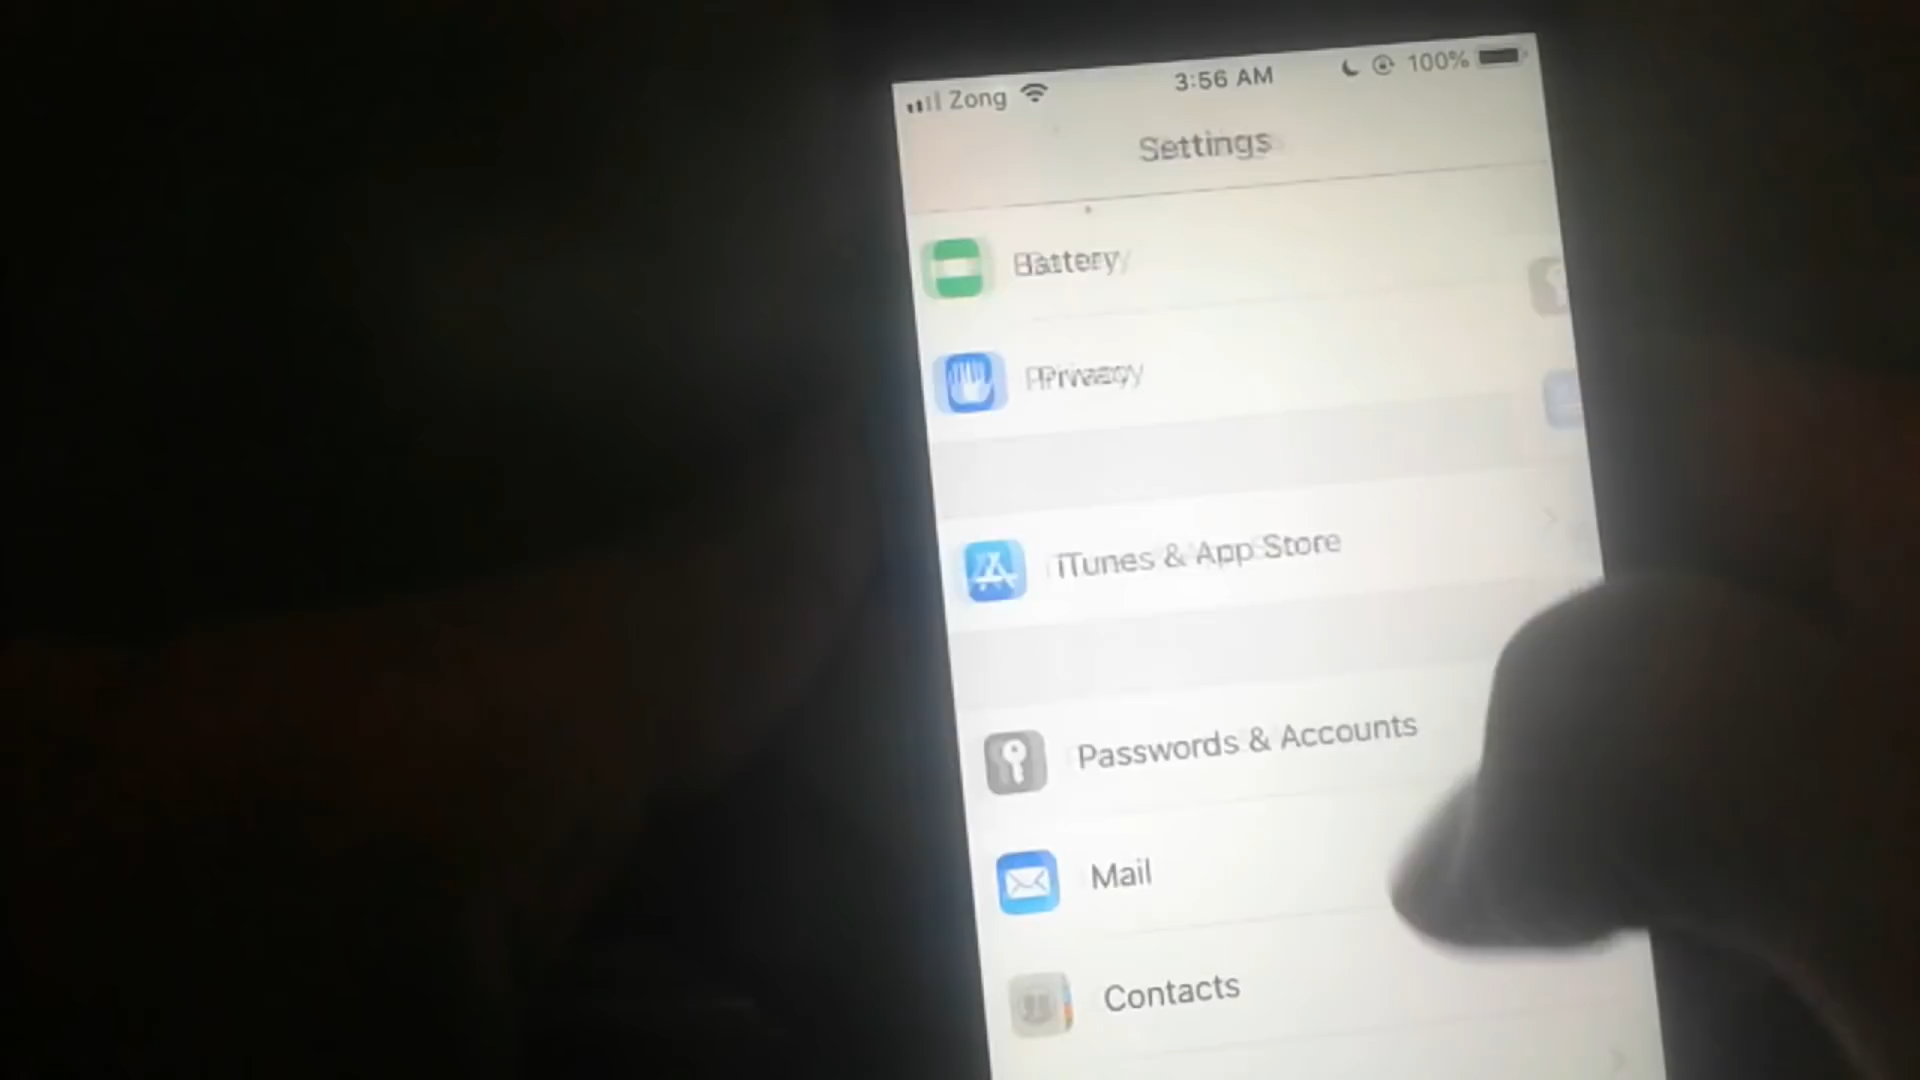 Zong 3:56 AM 100%
Settings
Battery
Privacy
iTunes & App Store
Passwords & Accounts
Mail
Contacts